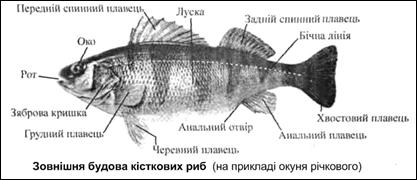 Передній спинний плавець
Луска
Задній спинний плавець
Око
Бічна лінія
Рот
Зяброва кришка
Грудний плавець
Черевний плавець
Анальний отвір
Анальний плавець
Хвостовий плавець
Зовнішня будова кісткових риб (на прикладі окуня річкового)